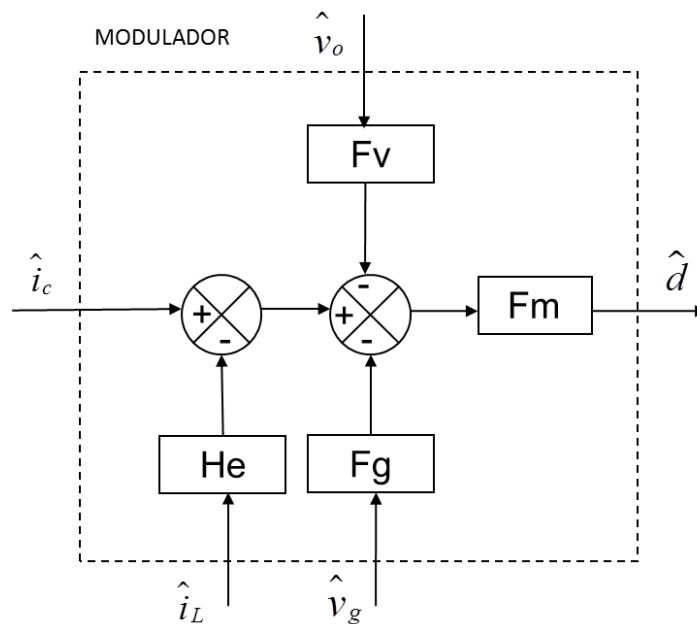 MODULADOR
v̂o
Fv
îc
+
-
-
+
-
Fm
d̂
He
Fg
îL
v̂g